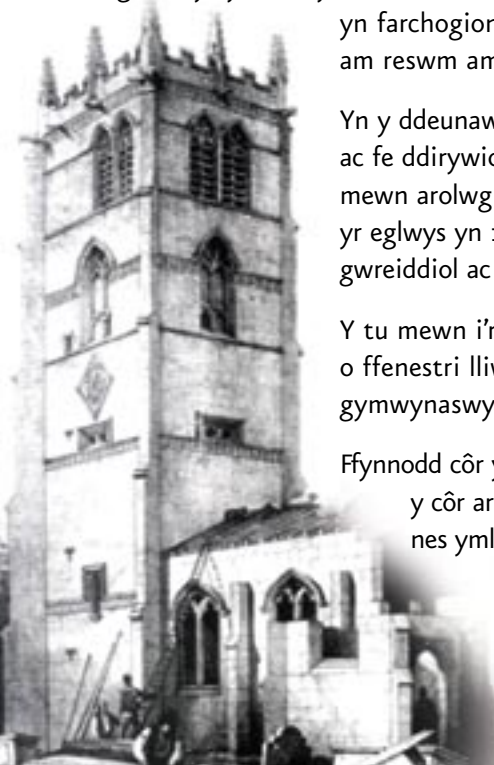 yn farchogion
am reswm am
Yn y ddeunaw
ac fe ddirywio
mewn arolwg
yr eglwys yn
gwreiddiol ac
Y tu mewn i'r
o ffenestri lliw
gymwynaswy
Ffynnodd côr y
y côr ar
nes yml